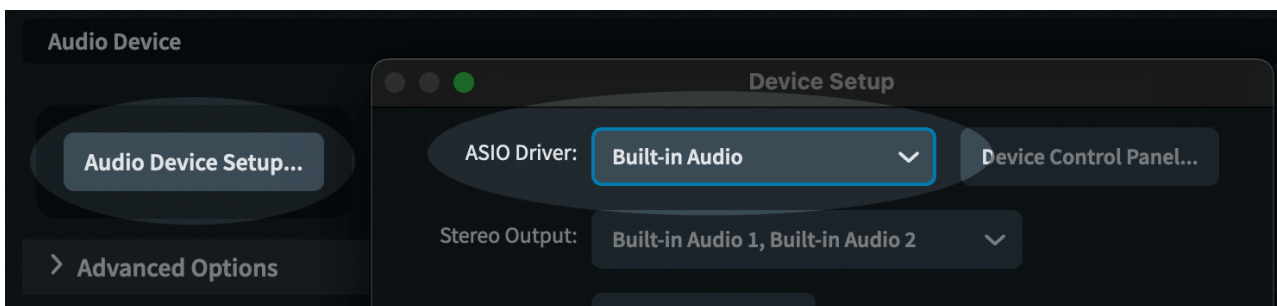 Audio Device
Device Setup
Audio Device Setup...
ASIO Driver:
Built-in Audio
Device Control Panel...
Stereo Output:
Built-in Audio 1, Built-in Audio 2
Advanced Options